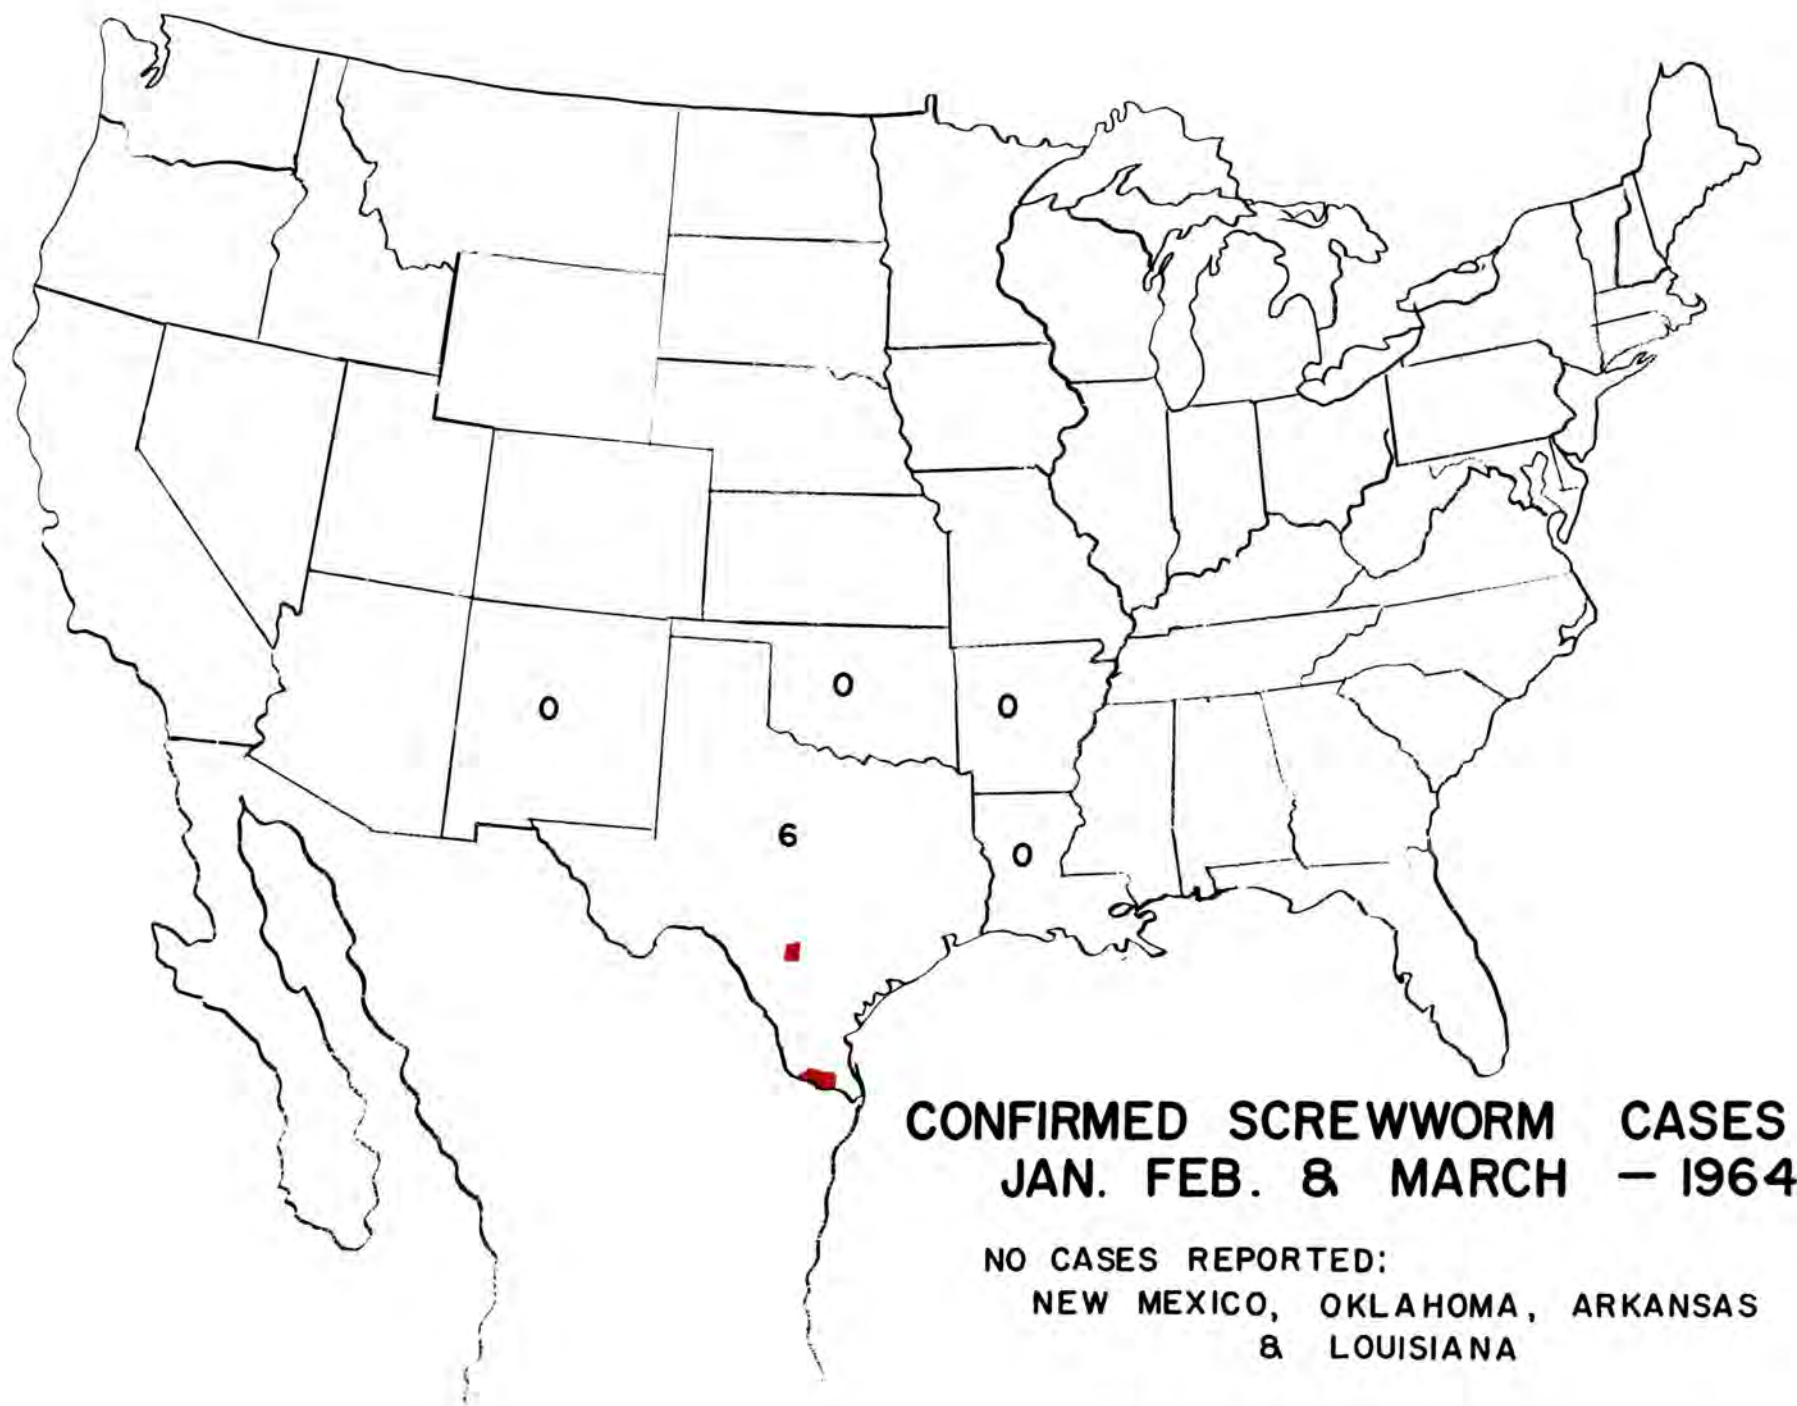 0
0
0
6
0
CONFIRMED SCREWWORM CASES
JAN. FEB. & MARCH – 1964
NO CASES REPORTED:
NEW MEXICO, OKLAHOMA, ARKANSAS
& LOUISIANA